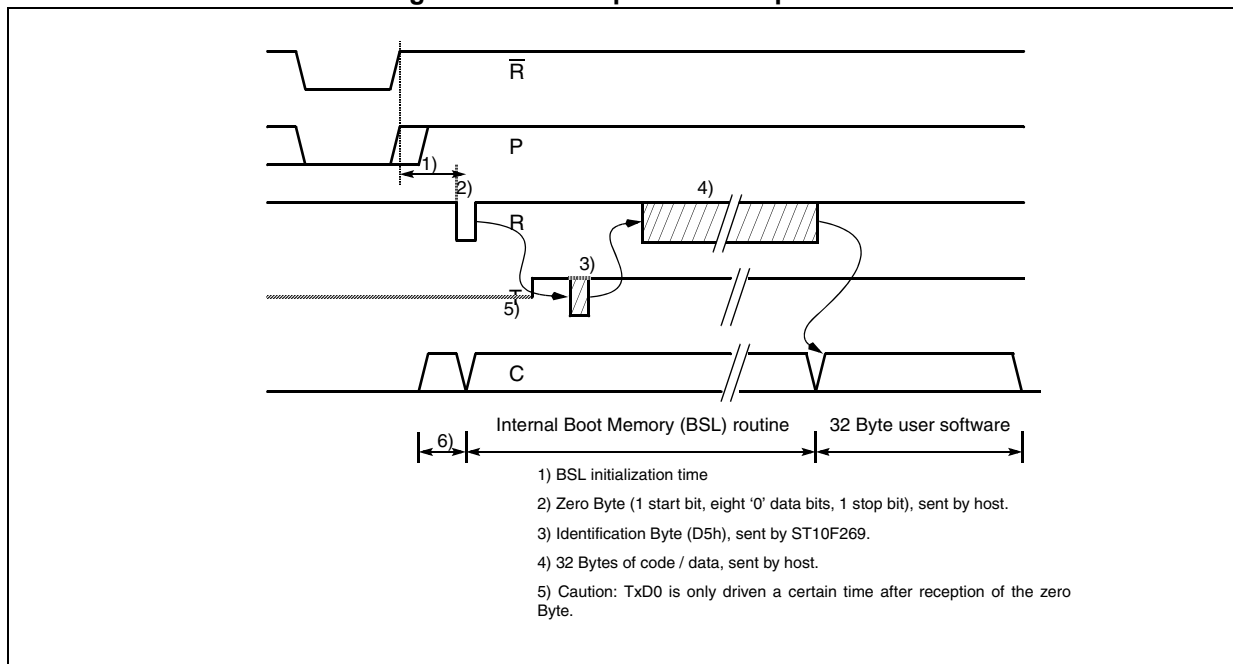 R
P
1)
2)
4)
R
3)
T
5)
C
Internal Boot Memory (BSL) routine
32 Byte user software
6)
1) BSL initialization time
2) Zero Byte (1 start bit, eight ‘0’ data bits, 1 stop bit), sent by host.
3) Identification Byte (D5h), sent by ST10F269.
4) 32 Bytes of code / data, sent by host.
5) Caution: TxD0 is only driven a certain time after reception of the zero
Byte.